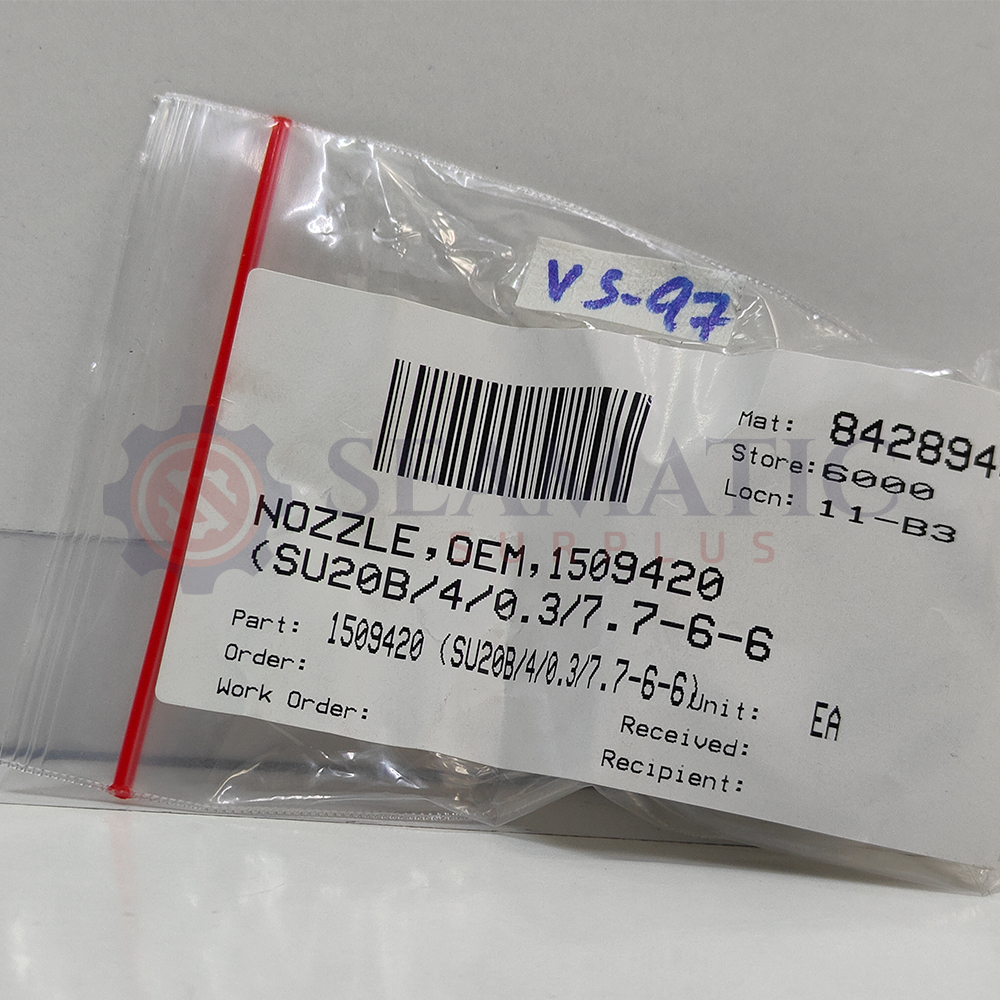 VS-97
Mat: 842894
Store:6000
Locn: 11-B3
SEAMATIC
SURPLUS
NOZZLE,OEM,1509420
(SU20B/4/0.3/7.7-6-6
Part: 1509420 (SU20B/4/0.3/7.7-6-6)
Unit: EA
Order:
Work Order:
Received:
Recipient: